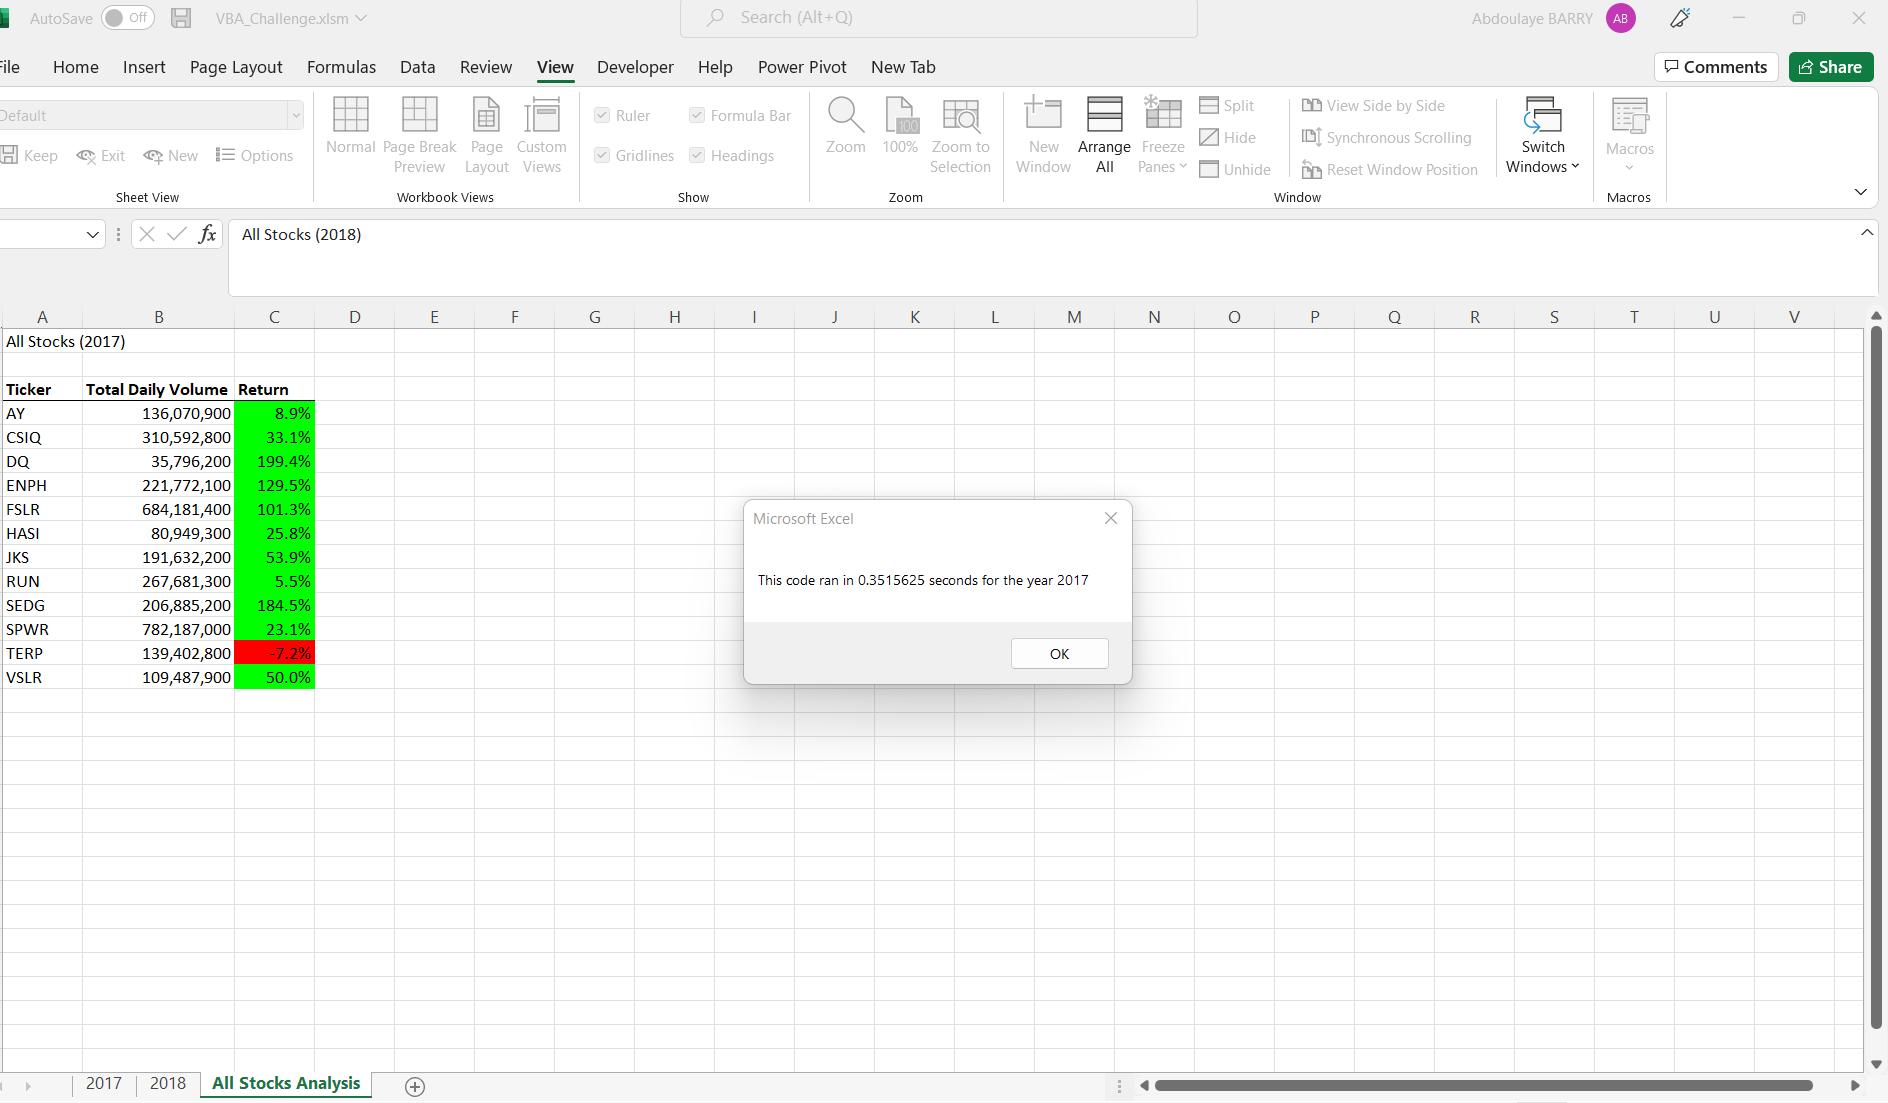 AutoSave Off VBA_Challenge.xlsm Search (Alt+Q) Abdoulaye BARRY AB
File Home Insert Page Layout Formulas Data Review View Developer Help Power Pivot New Tab Comments Share
Default
Keep Exit New Options
Sheet View
Normal Page Break Preview Page Layout Custom Views
Workbook Views
Ruler Formula Bar
Gridlines Headings
Show
Zoom 100 100% Zoom to Selection
Zoom
New Window Arrange All Freeze Panes
Split View Side by Side
Hide Synchronous Scrolling
Unhide Reset Window Position
Switch Windows
Window
Macros
Macros
fx All Stocks (2018)
A B C D E F G H I J K L M N O P Q R S T U V
All Stocks (2017)
Ticker Total Daily Volume Return
AY 136,070,900 8.9%
CSIQ 310,592,800 33.1%
DQ 35,796,200 199.4%
ENPH 221,772,100 129.5%
FSLR 684,181,400 101.3%
HASI 80,949,300 25.8%
JKS 191,632,200 53.9%
RUN 267,681,300 5.5%
SEDG 206,885,200 184.5%
SPWR 782,187,000 23.1%
TERP 139,402,800 -7.2%
VSLR 109,487,900 50.0%
Microsoft Excel
This code ran in 0.3515625 seconds for the year 2017
OK
2017 2018 All Stocks Analysis